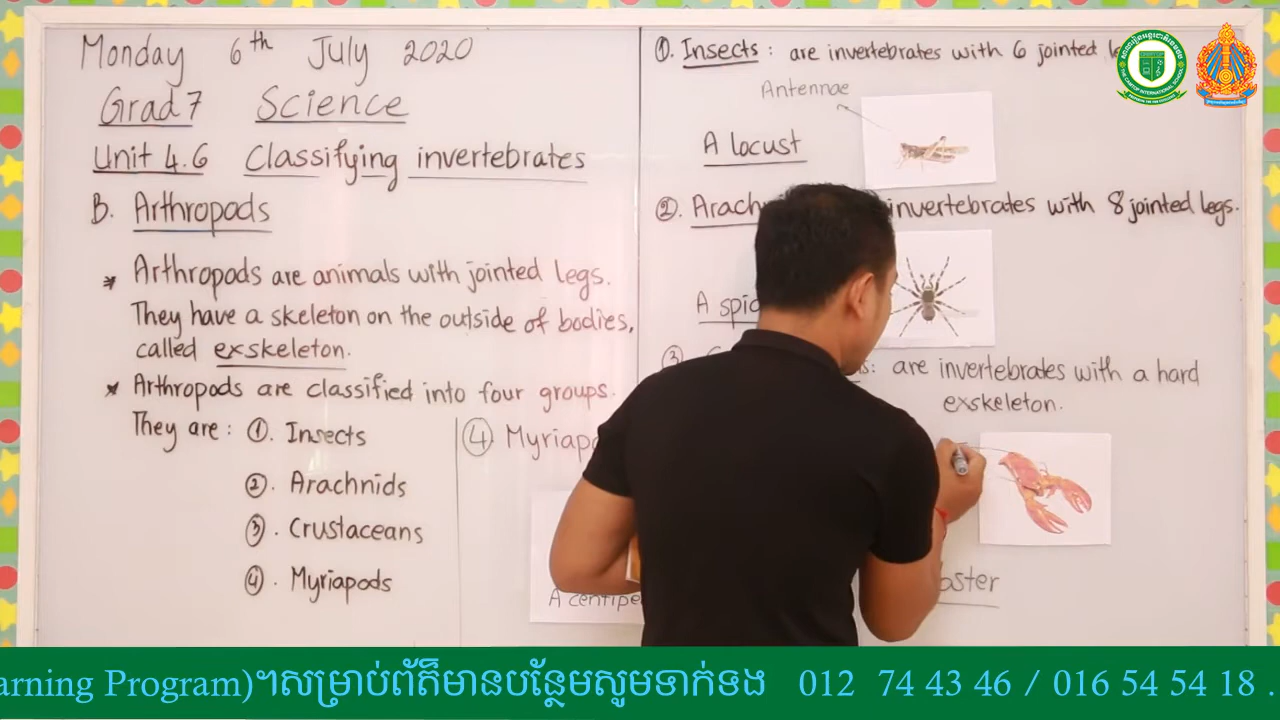 Monday 6th July 2020
Grad 7 Science
Unit 4.6 Classifying invertebrates
B. Arthropods
* Arthropods are animals with jointed legs.
They have a skeleton on the outside of bodies,
called exskeleton.
* Arthropods are classified into four groups.
They are : ①. Insects
②. Arachnids
③. Crustaceans
④. Myriapods
④ Myriapo
A centipe
①. Insects : are invertebrates with 6 jointed
Antennae
A locust
②. Arach invertebrates with 8 jointed legs.
A spi
③ s: are invertebrates with a hard
exskeleton.
bster
arning Program)។សម្រាប់ព័ត៌មានបន្ថែមសូមទាក់ទង 012 74 43 46 / 016 54 54 18 .